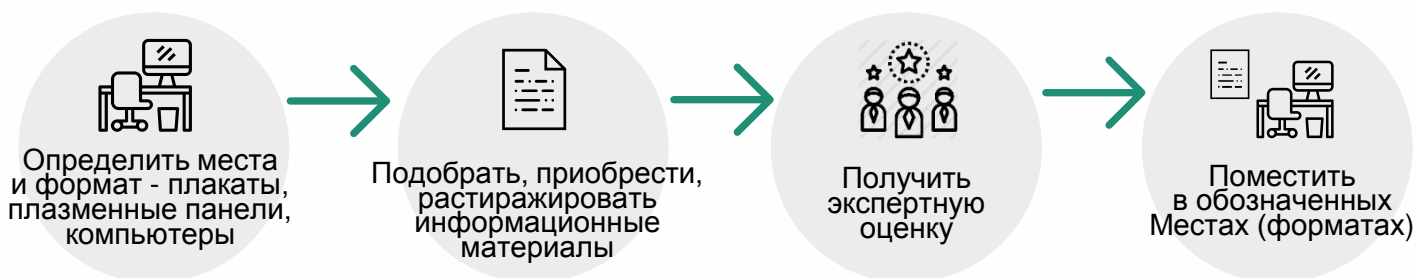 Определить места
и формат - плакаты,
плазменные панели,
компьютеры
Подобрать, приобрести,
растиражировать
информационные
материалы
Получить
экспертную
оценку
Поместить
в обозначенных
Местах (форматах)